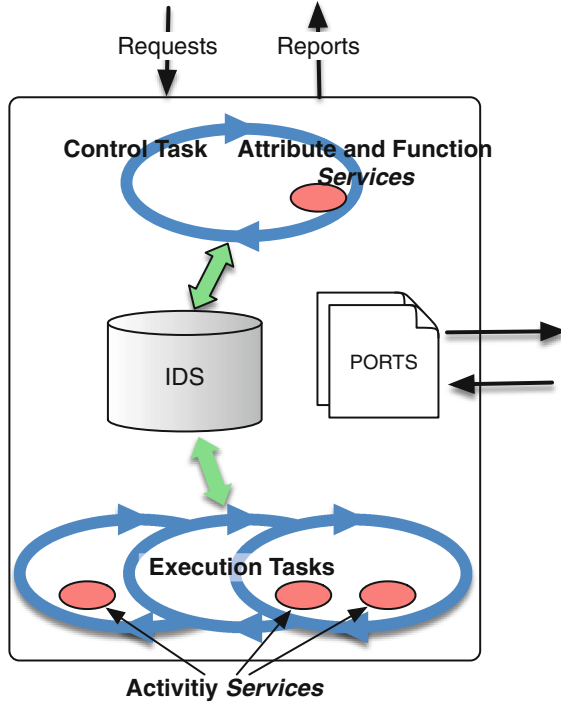 Requests Reports
Control Task Attribute and Function
Services
IDS
PORTS
Execution Tasks
Activitiy Services